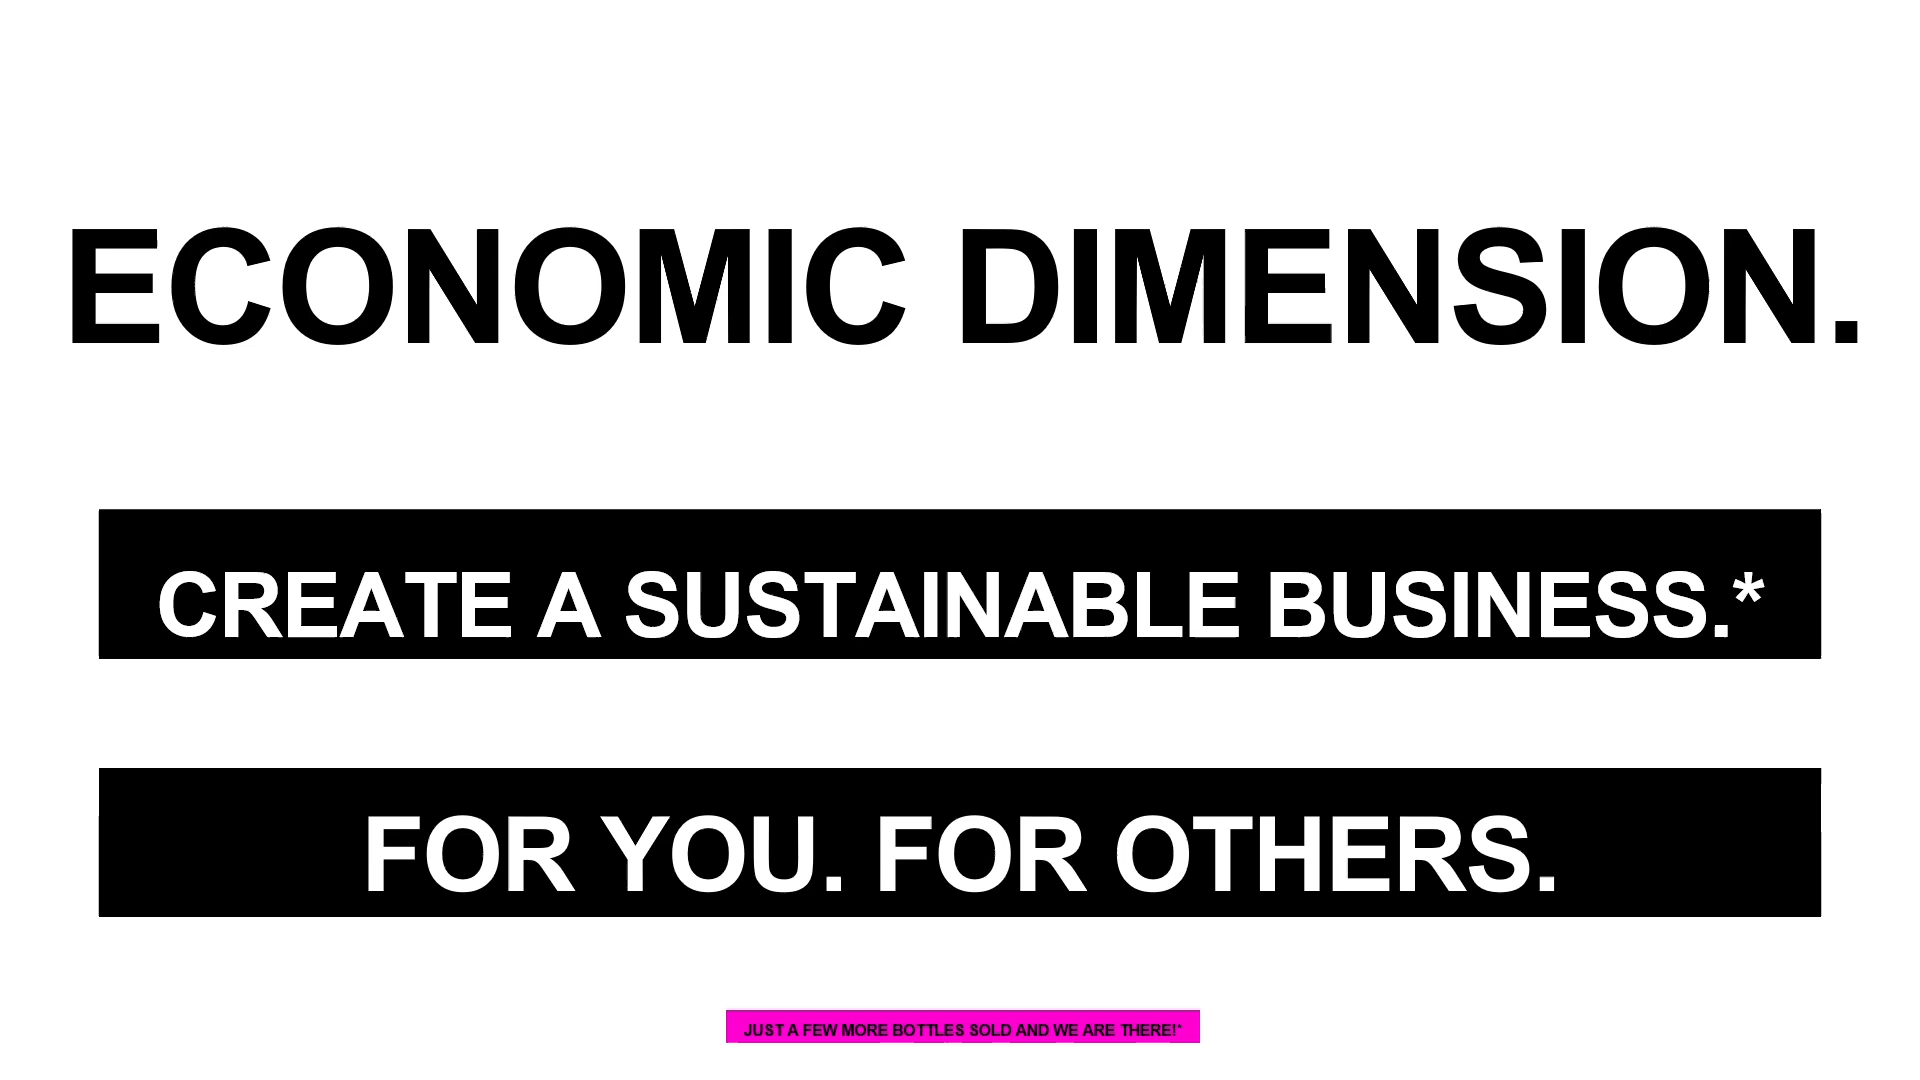 ECONOMIC DIMENSION.
CREATE A SUSTAINABLE BUSINESS.*
FOR YOU. FOR OTHERS.
JUST A FEW MORE BOTTLES SOLD AND WE ARE THERE!*